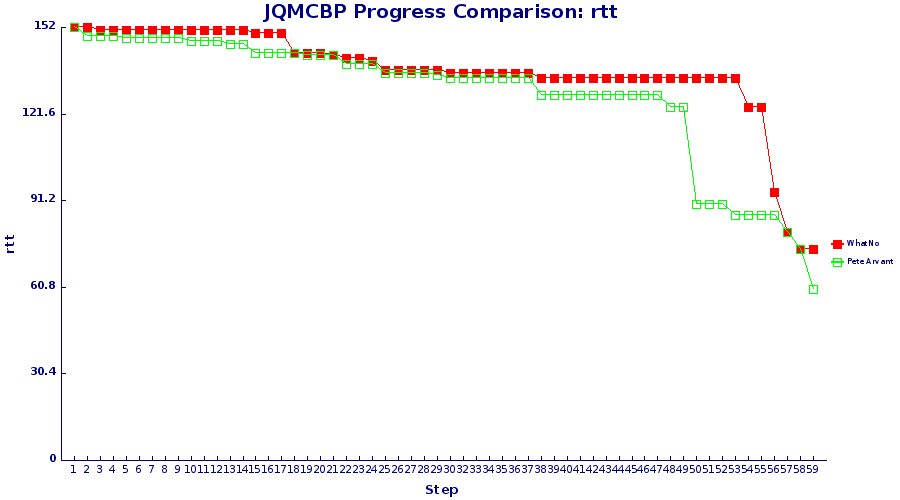 JQMCBP Progress Comparison: rtt
152
121.6
91.2
60.8
30.4
0
rtt
1 2 3 4 5 6 7 8 9 10 11 12 13 14 15 16 17 18 19 20 21 22 23 24 25 26 27 28 29 30 31 32 33 34 35 36 37 38 39 40 41 42 43 44 45 46 47 48 49 50 51 52 53 54 55 56 57 58 59
Step
WhatNo
Pete Arvant